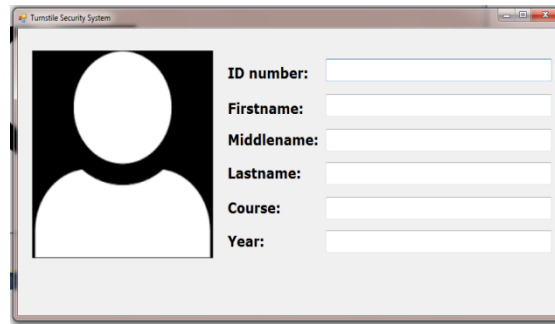 Turnstile Security System
ID number:
Firstname:
Middlename:
Lastname:
Course:
Year: